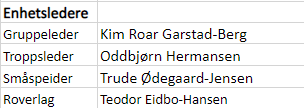 Enhetsledere
Gruppeleder Kim Roar Garstad-Berg
Troppsleder Oddbjørn Hermansen
Småspeider Trude Ødegaard-Jensen
Roverlag Teodor Eidbo-Hansen